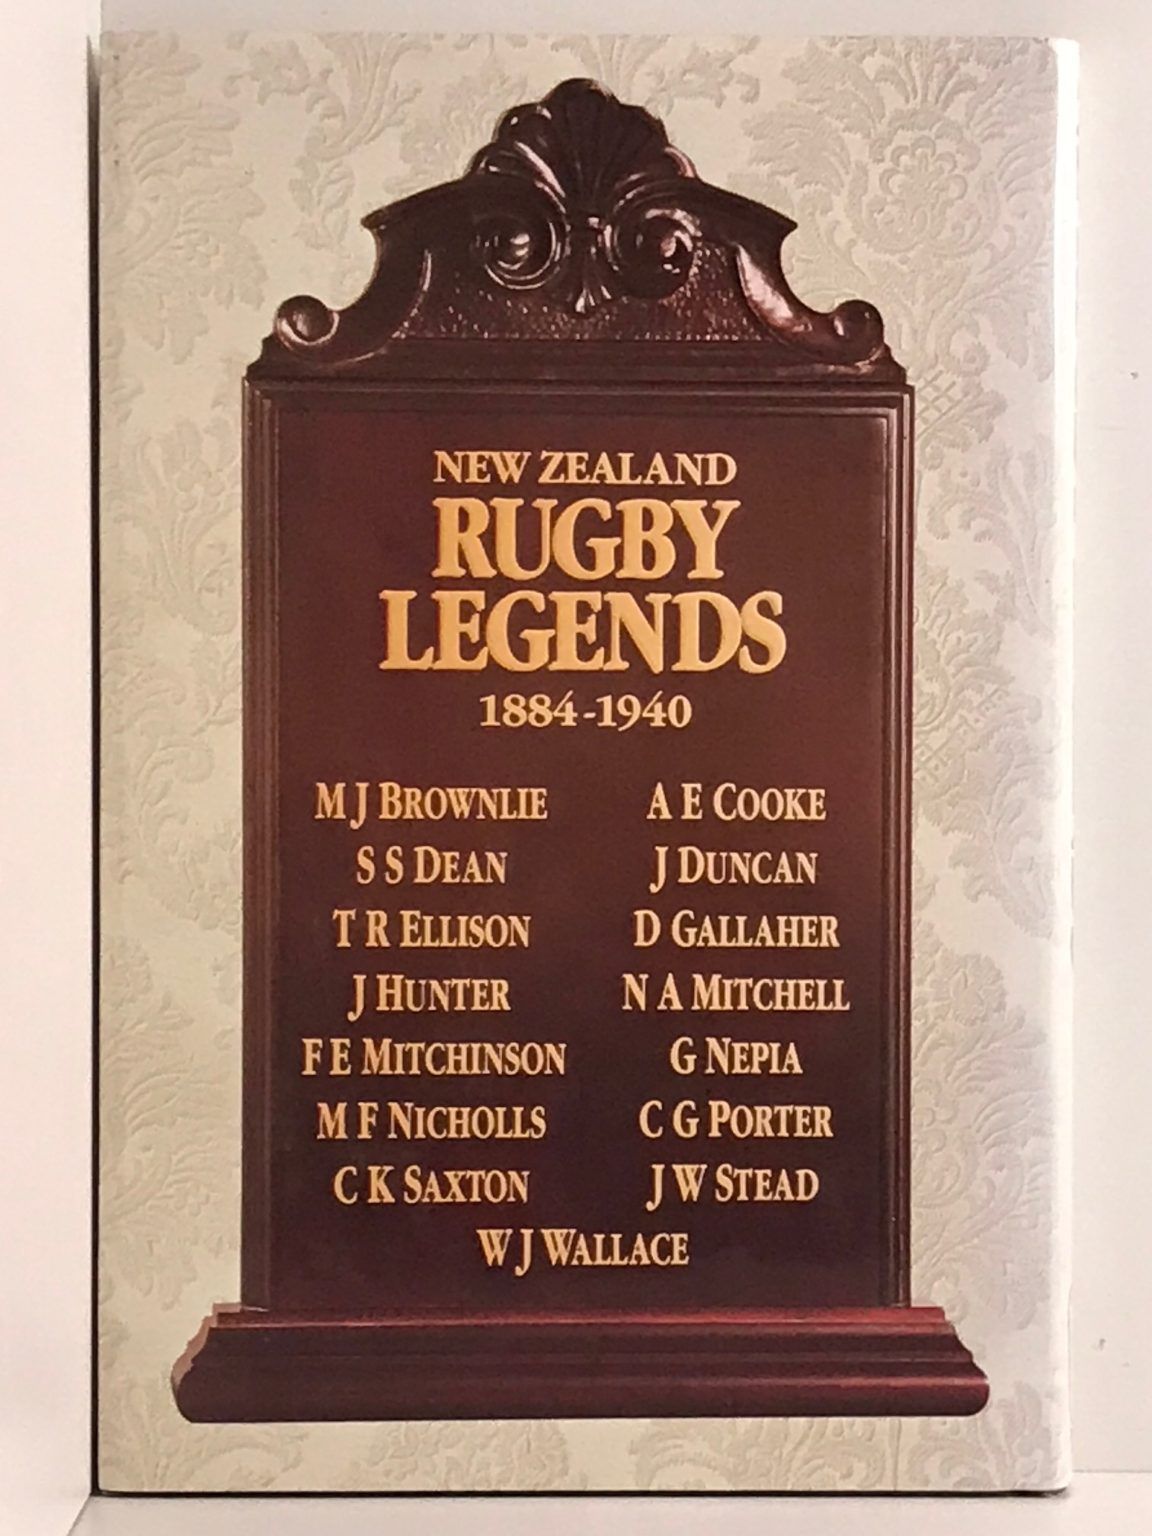 NEW ZEALAND
RUGBY
LEGENDS
1884-1940
M J BROWNLIE
A E COOKE
S S DEAN
J DUNCAN
T R ELLISON
D GALLAHER
J HUNTER
N A MITCHELL
F E MITCHINSON
G NEPIA
M F NICHOLLS
C G PORTER
C K SAXTON
J W STEAD
W J WALLACE